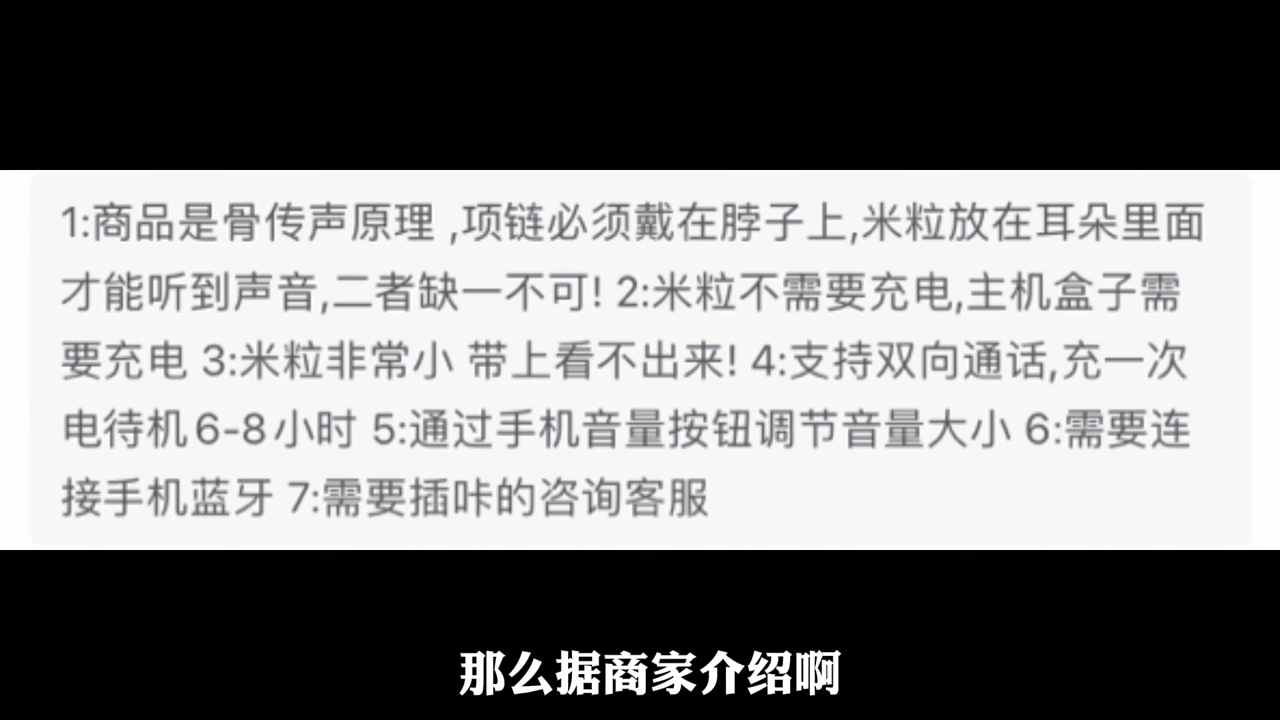 1:商品是骨传声原理 ,项链必须戴在脖子上,米粒放在耳朵里面
才能听到声音,二者缺一不可! 2:米粒不需要充电,主机盒子需
要充电 3:米粒非常小 带上看不出来! 4:支持双向通话,充一次
电待机6-8小时 5:通过手机音量按钮调节音量大小 6:需要连
接手机蓝牙 7:需要插咔的咨询客服
那么据商家介绍啊